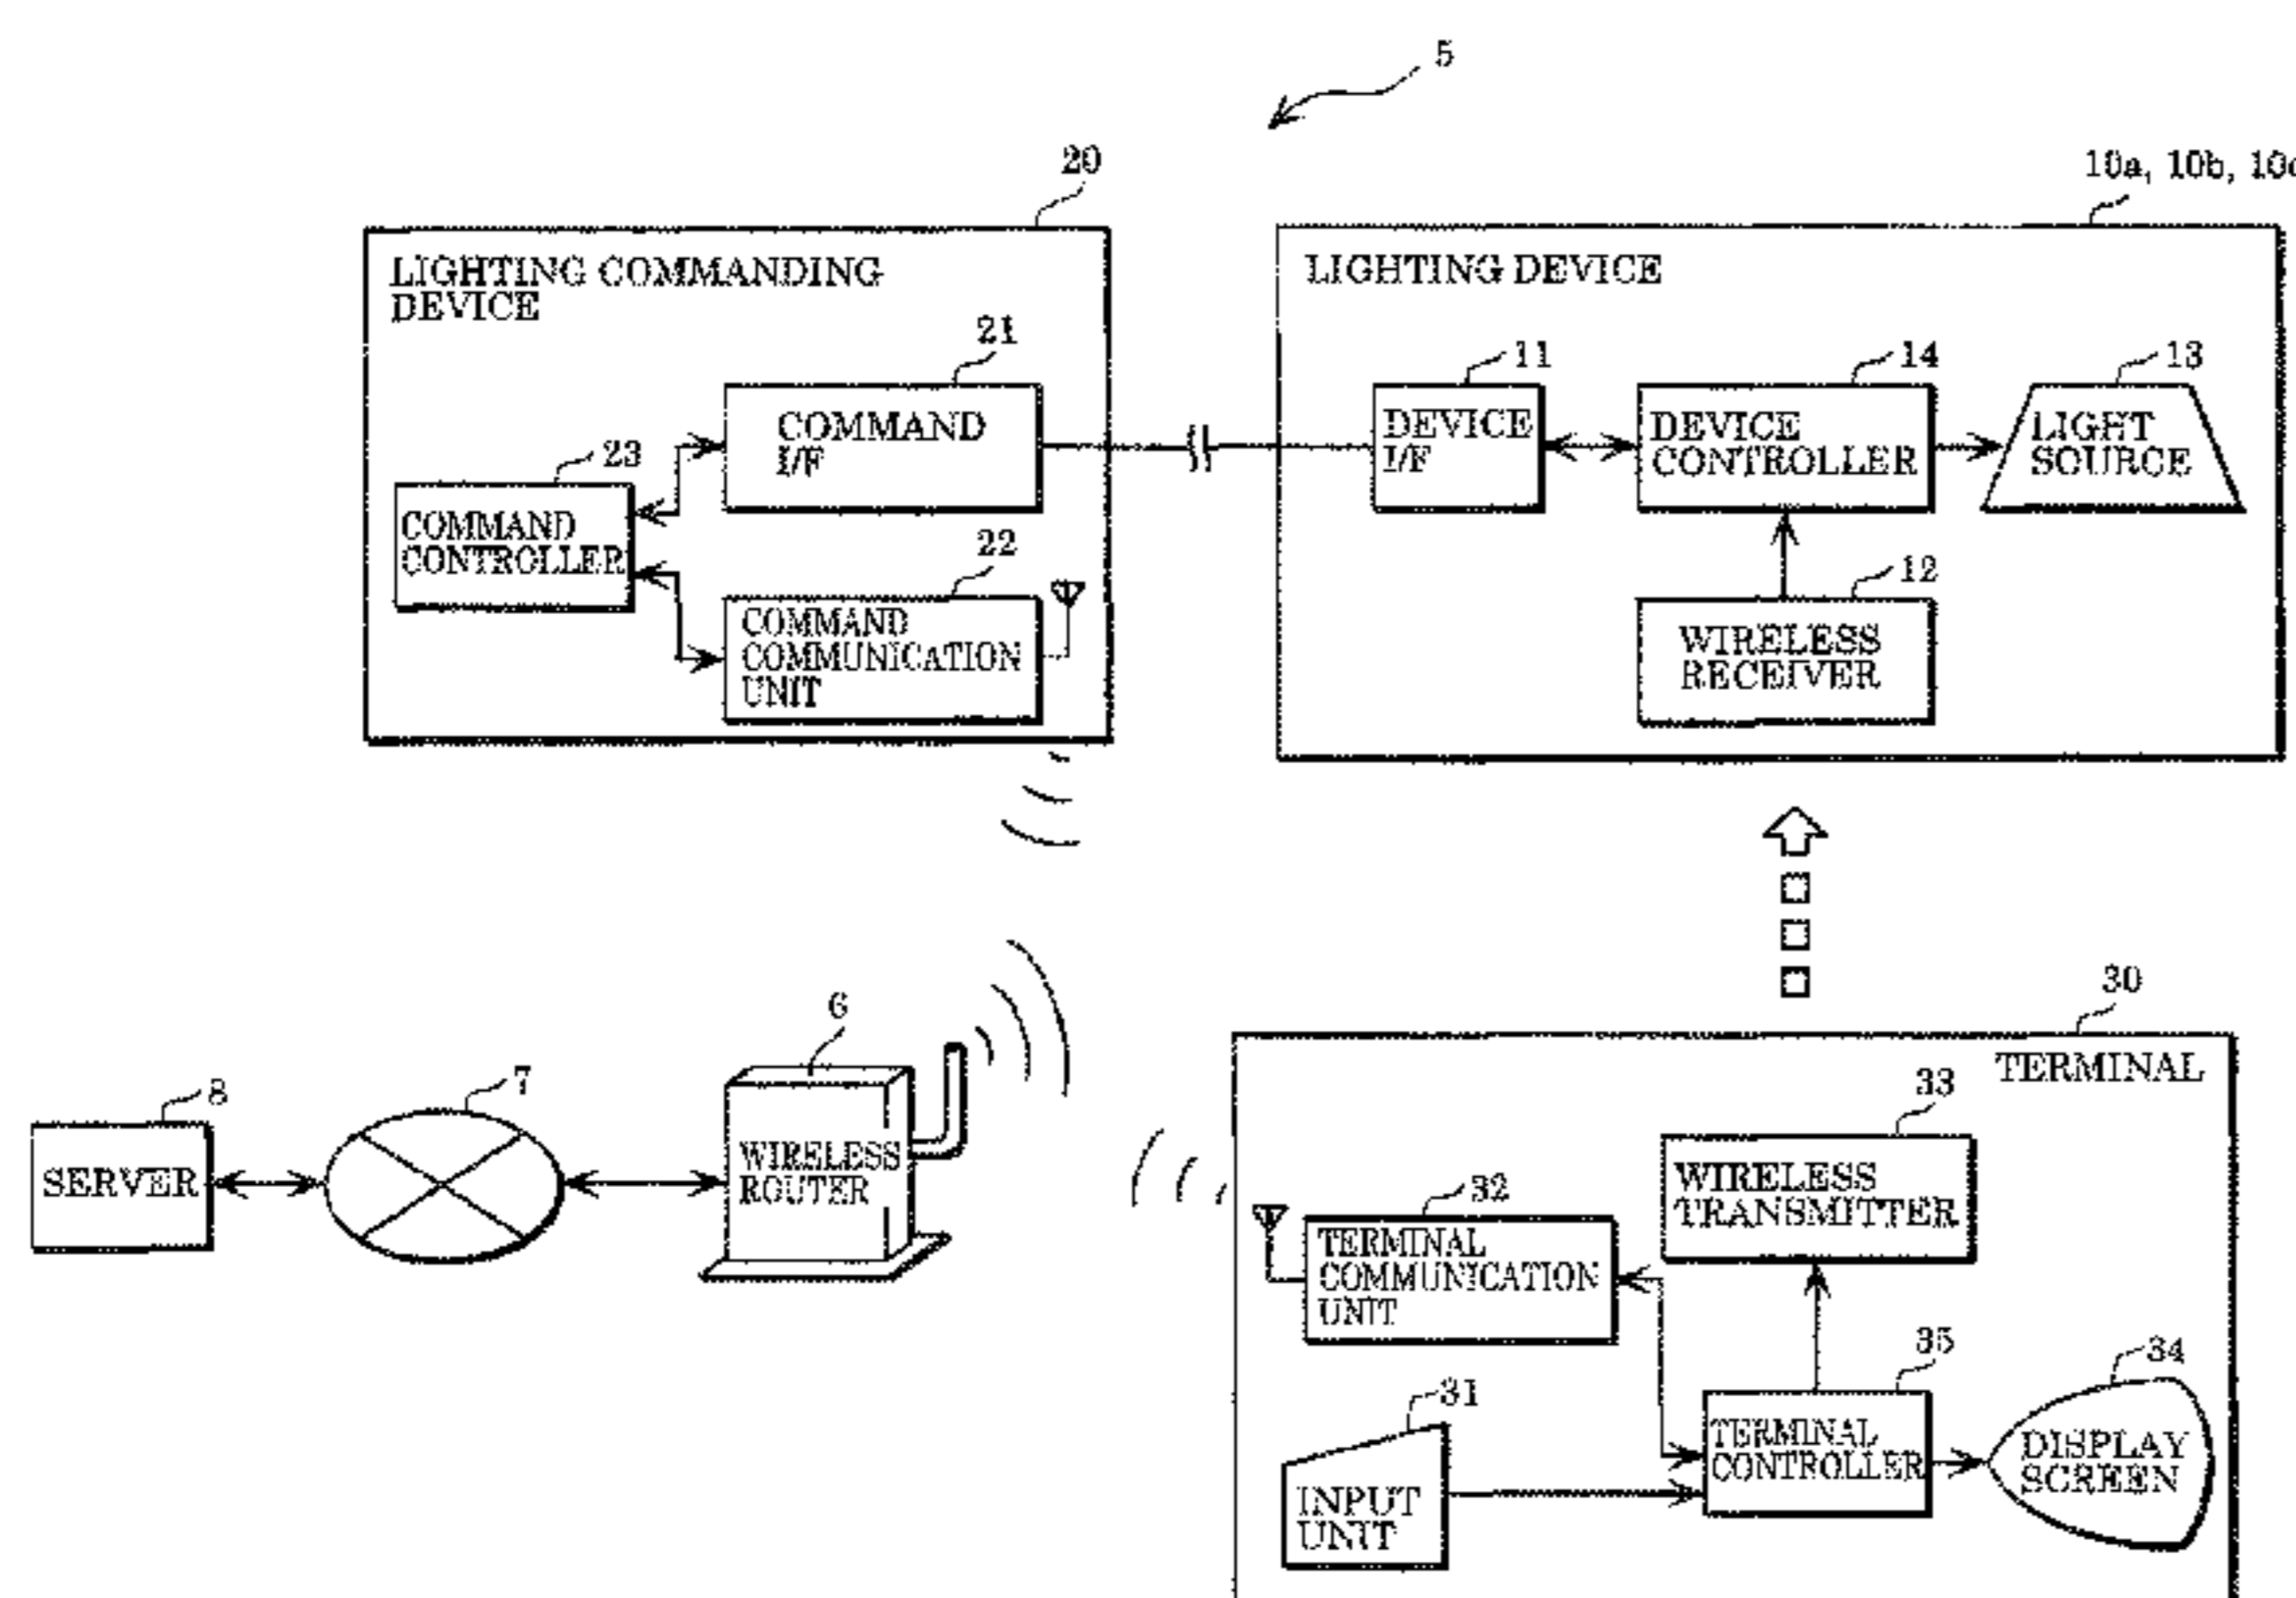 5
20
10a, 10b, 10c
LIGHTING COMMANDING
DEVICE
21
COMMAND
I/F
23
COMMAND
CONTROLLER
22
COMMAND
COMMUNICATION
UNIT
LIGHTING DEVICE
11
DEVICE
I/F
14
DEVICE
CONTROLLER
13
LIGHT
SOURCE
12
WIRELESS
RECEIVER
8
SERVER
7
6
WIRELESS
ROUTER
30
TERMINAL
33
WIRELESS
TRANSMITTER
32
TERMINAL
COMMUNICATION
UNIT
31
INPUT
UNIT
35
TERMINAL
CONTROLLER
34
DISPLAY
SCREEN